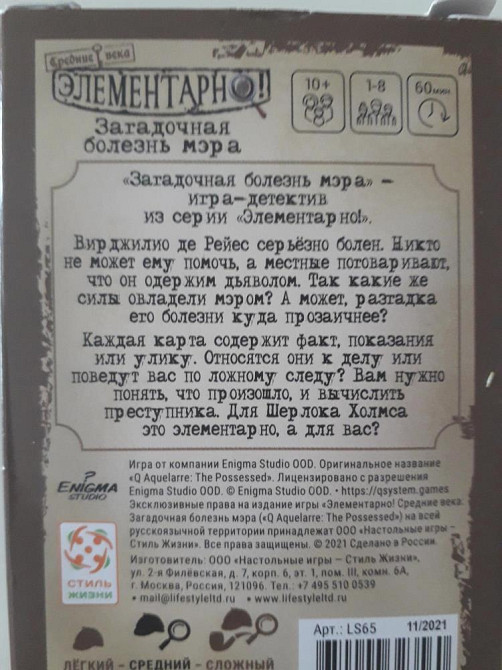 Средние века
ЭЛЕМЕНТАРНО!
Загадочная
болезнь мэра
10+
1-8
60мин
«Загадочная болезнь мэра» –
игра-детектив
из серии «Элементарно!».
Вирджилио де Рейес серьёзно болен. Никто
не может ему помочь, а местные поговаривают,
что он одержим дьяволом. Так какие же
силы овладели мэром? А может, разгадка
его болезни куда прозаичнее?
Каждая карта содержит факт, показания
или улику. Относятся они к делу или
поведут вас по ложному следу? Вам нужно
понять, что произошло, и вычислить
преступника. Для Шерлока Холмса
это элементарно, а для вас?
ENIGMA
STUDIO
Игра от компании Enigma Studio OOD. Оригинальное название
«Q Aquelarre: The Possessed». Лицензировано с разрешения
Enigma Studio OOD. © Enigma Studio OOD. • https://qsystem.games
Эксклюзивные права на издание игры «Элементарно! Средние века.
Загадочная болезнь мэра («Q Aquelarre: The Possessed») на всей
русскоязычной территории принадлежат ООО «Настольные игры –
Стиль Жизни». Все права защищены. © 2021 Сделано в России.
Изготовитель: ООО «Настольные игры – Стиль Жизни»,
ул. 2-я Филёвская, д. 7, корп. 6, эт. 1, пом. III, комн. 6А,
г. Москва, Россия, 121096. Тел.: +7 495 510 0539
• mail@lifestyleltd.ru • www.lifestyleltd.ru
СТИЛЬ
ЖИЗНИ
ЛЁГКИЙ – СРЕДНИЙ – СЛОЖНЫЙ
Арт.: LS65
11/2021